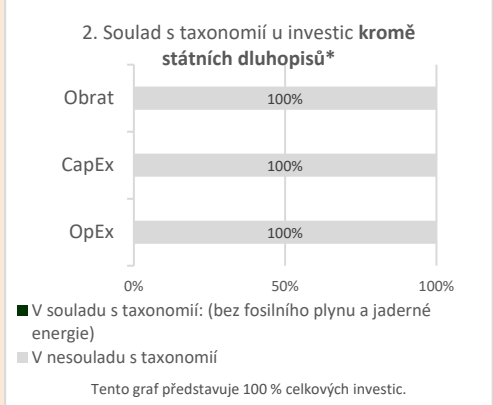 2. Soulad s taxonomií u investic kromě
státních dluhopisů*
Obrat
100%
CapEx
100%
OpEx
100%
0%
50%
100%
V souladu s taxonomií: (bez fosilního plynu a jaderné
energie)
V nesouladu s taxonomií
Tento graf představuje 100 % celkových investic.